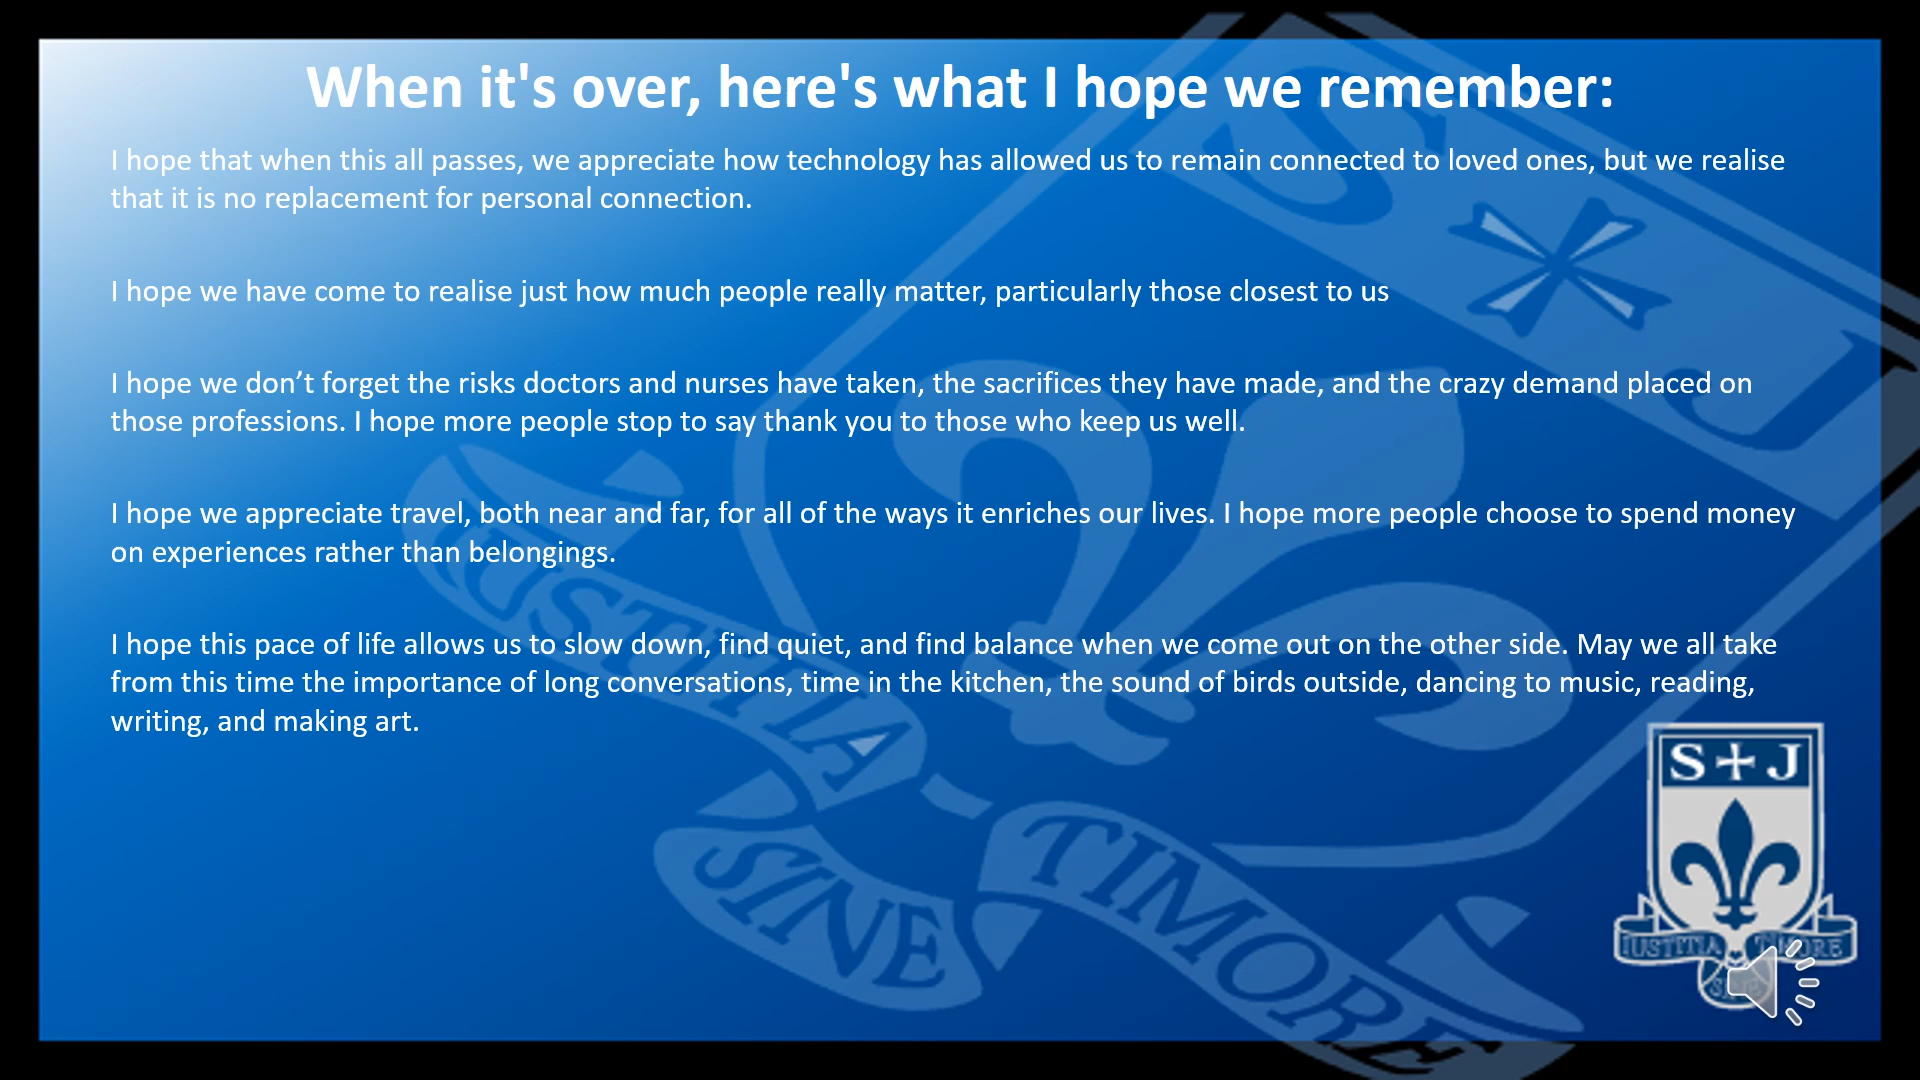 When it's over, here's what I hope we remember:
I hope that when this all passes, we appreciate how technology has allowed us to remain connected to loved ones, but we realise
that it is no replacement for personal connection.
I hope we have come to realise just how much people really matter, particularly those closest to us
I hope we don’t forget the risks doctors and nurses have taken, the sacrifices they have made, and the crazy demand placed on
those professions. I hope more people stop to say thank you to those who keep us well.
I hope we appreciate travel, both near and far, for all of the ways it enriches our lives. I hope more people choose to spend money
on experiences rather than belongings.
I hope this pace of life allows us to slow down, find quiet, and find balance when we come out on the other side. May we all take
from this time the importance of long conversations, time in the kitchen, the sound of birds outside, dancing to music, reading,
writing, and making art.
S J
IUSTITIA
SINE
TIMORE
S J
IUSTITIA TIMORE